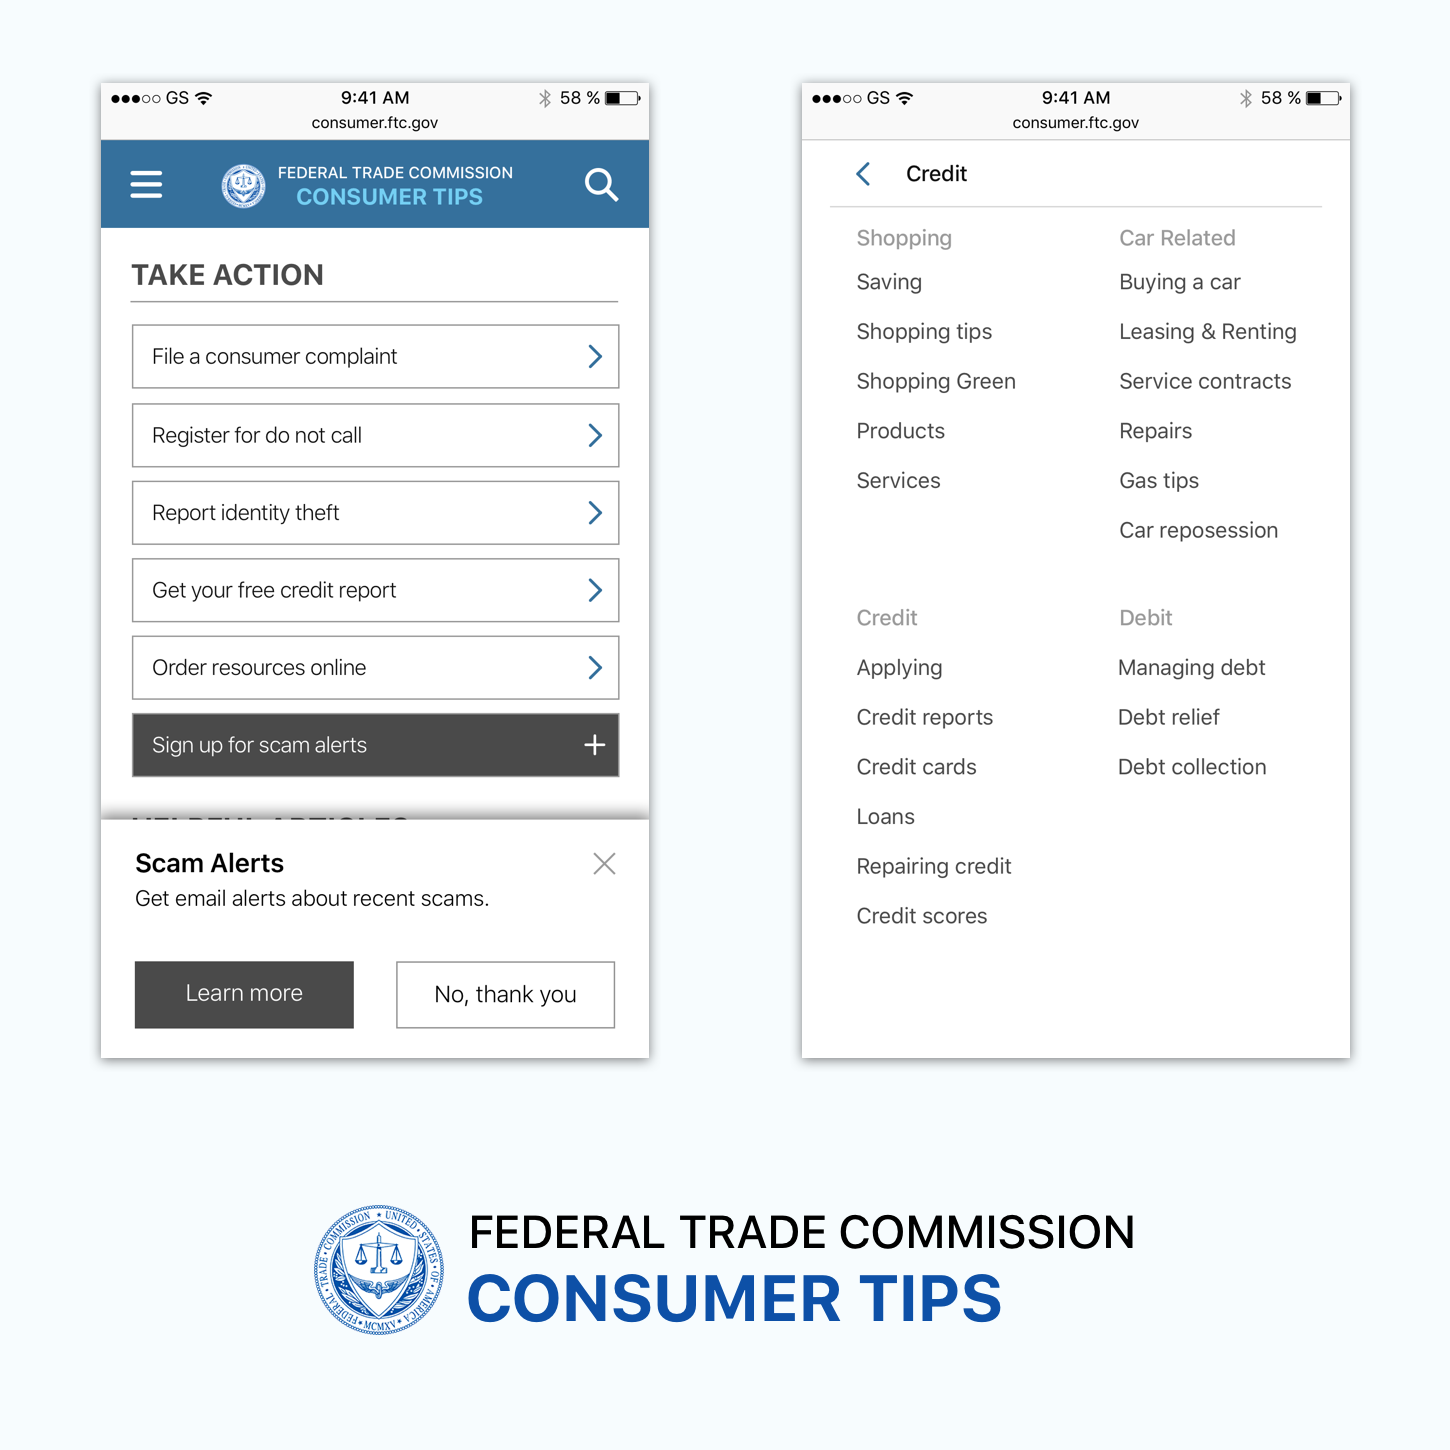 GS 9:41 AM 58 %
consumer.ftc.gov
FEDERAL TRADE COMMISSION
CONSUMER TIPS
TAKE ACTION
File a consumer complaint
Register for do not call
Report identity theft
Get your free credit report
Order resources online
Sign up for scam alerts
HELPFUL ARTICLES
Scam Alerts
Get email alerts about recent scams.
Learn more
No, thank you
GS 9:41 AM 58 %
consumer.ftc.gov
Credit
Shopping
Saving
Shopping tips
Shopping Green
Products
Services
Car Related
Buying a car
Leasing & Renting
Service contracts
Repairs
Gas tips
Car reposession
Credit
Applying
Credit reports
Credit cards
Loans
Repairing credit
Credit scores
Debit
Managing debt
Debt relief
Debt collection
FEDERAL TRADE COMMISSION ★ UNITED STATES OF AMERICA
MCMXV
FEDERAL TRADE COMMISSION
CONSUMER TIPS